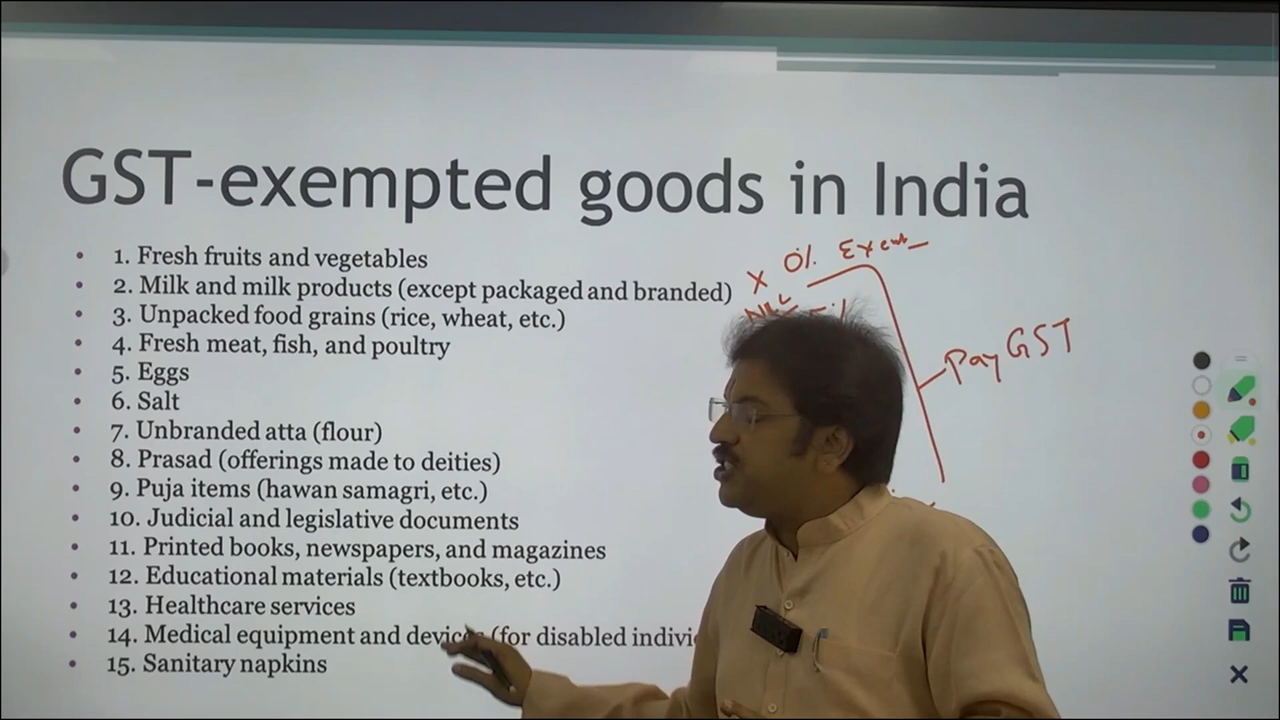 GST-exempted goods in India
• 1. Fresh fruits and vegetables
• 2. Milk and milk products (except packaged and branded)
• 3. Unpacked food grains (rice, wheat, etc.)
• 4. Fresh meat, fish, and poultry
• 5. Eggs
• 6. Salt
• 7. Unbranded atta (flour)
• 8. Prasad (offerings made to deities)
• 9. Puja items (hawan samagri, etc.)
• 10. Judicial and legislative documents
• 11. Printed books, newspapers, and magazines
• 12. Educational materials (textbooks, etc.)
• 13. Healthcare services
• 14. Medical equipment and devices (for disabled
• 15. Sanitary napkins
X 0%
Pay GST